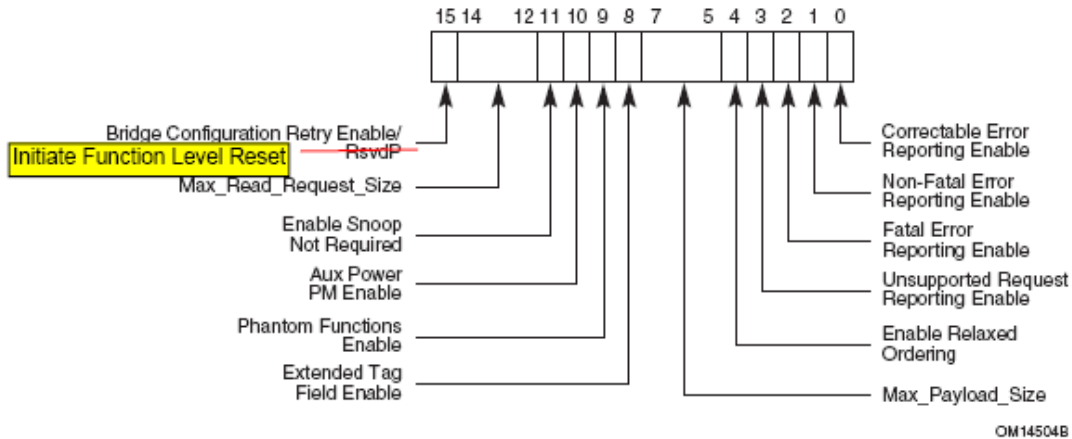 15 14 12 11 10 9 8 7 5 4 3 2 1 0
Bridge Configuration Retry Enable/
RsvdP
Initiate Function Level Reset
Max_Read_Request_Size
Enable Snoop
Not Required
Aux Power
PM Enable
Phantom Functions
Enable
Extended Tag
Field Enable
Correctable Error
Reporting Enable
Non-Fatal Error
Reporting Enable
Fatal Error
Reporting Enable
Unsupported Request
Reporting Enable
Enable Relaxed
Ordering
Max_Payload_Size
OM14504B